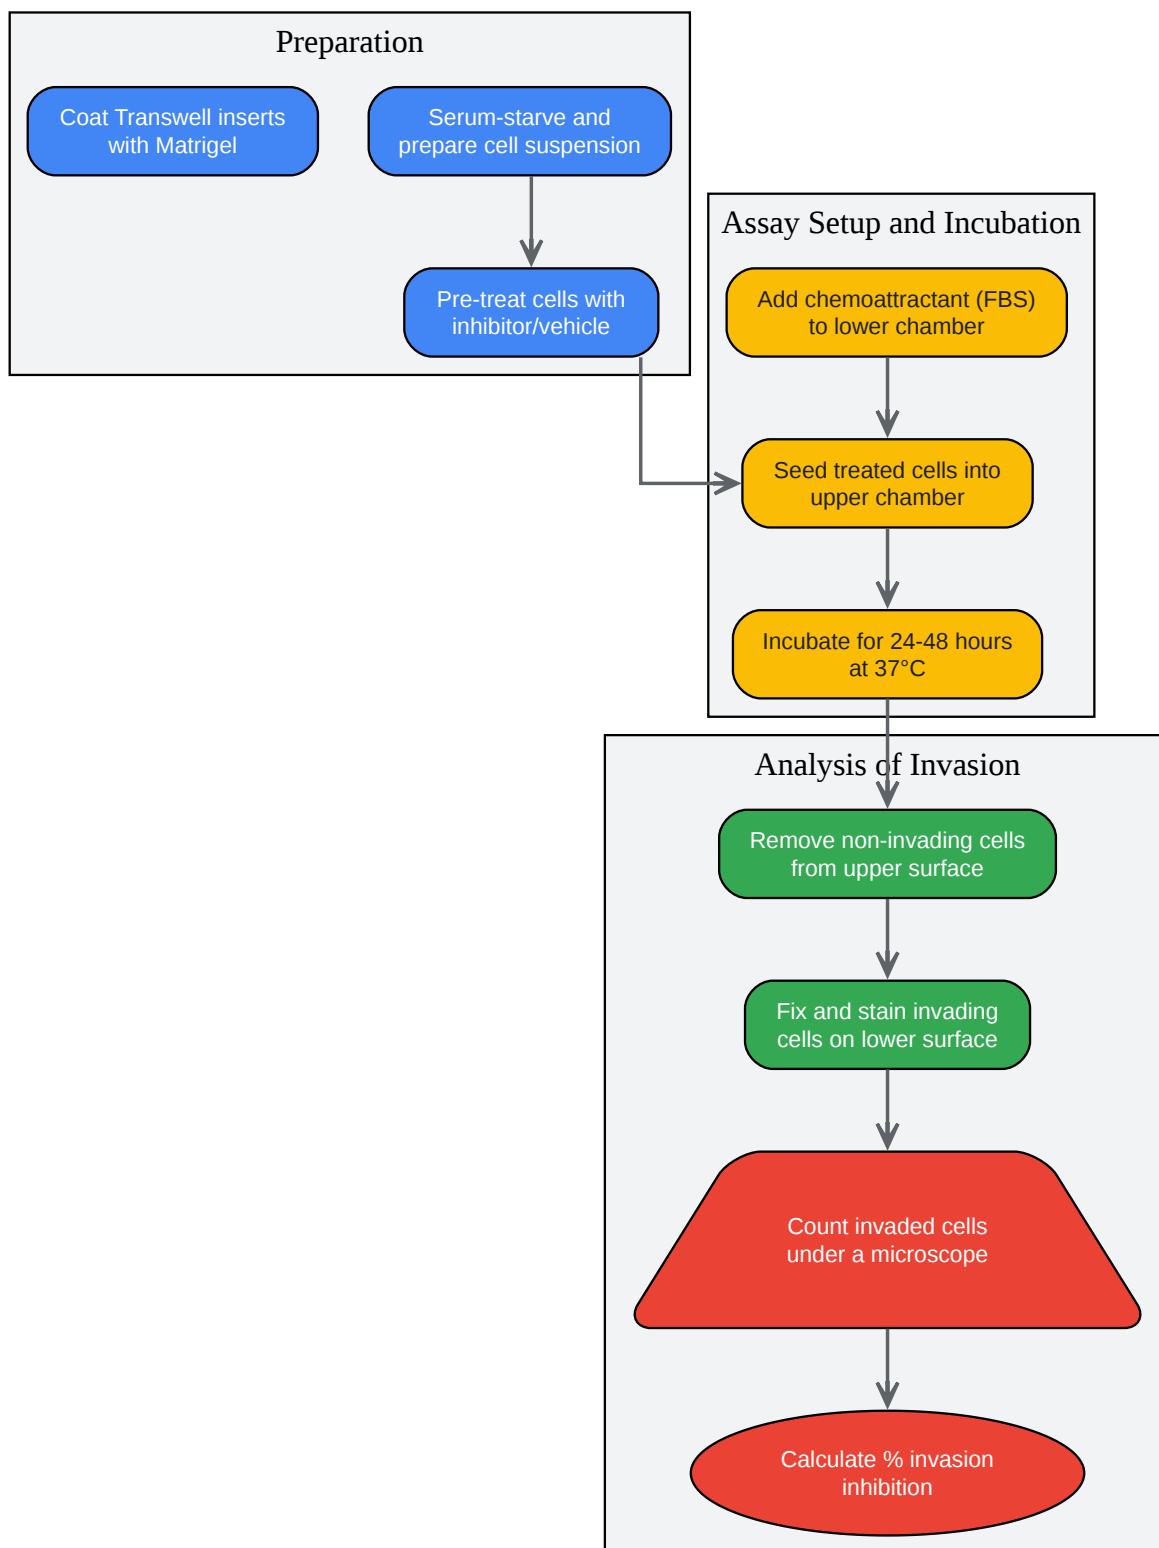 Preparation
Coat Transwell inserts
with Matrigel
Serum-starve and
prepare cell suspension
Pre-treat cells with
inhibitor/vehicle
Assay Setup and Incubation
Add chemoattractant (FBS)
to lower chamber
Seed treated cells into
upper chamber
Incubate for 24-48 hours
at 37°C
Analysis of Invasion
Remove non-invading cells
from upper surface
Fix and stain invading
cells on lower surface
Count invaded cells
under a microscope
Calculate % invasion
inhibition